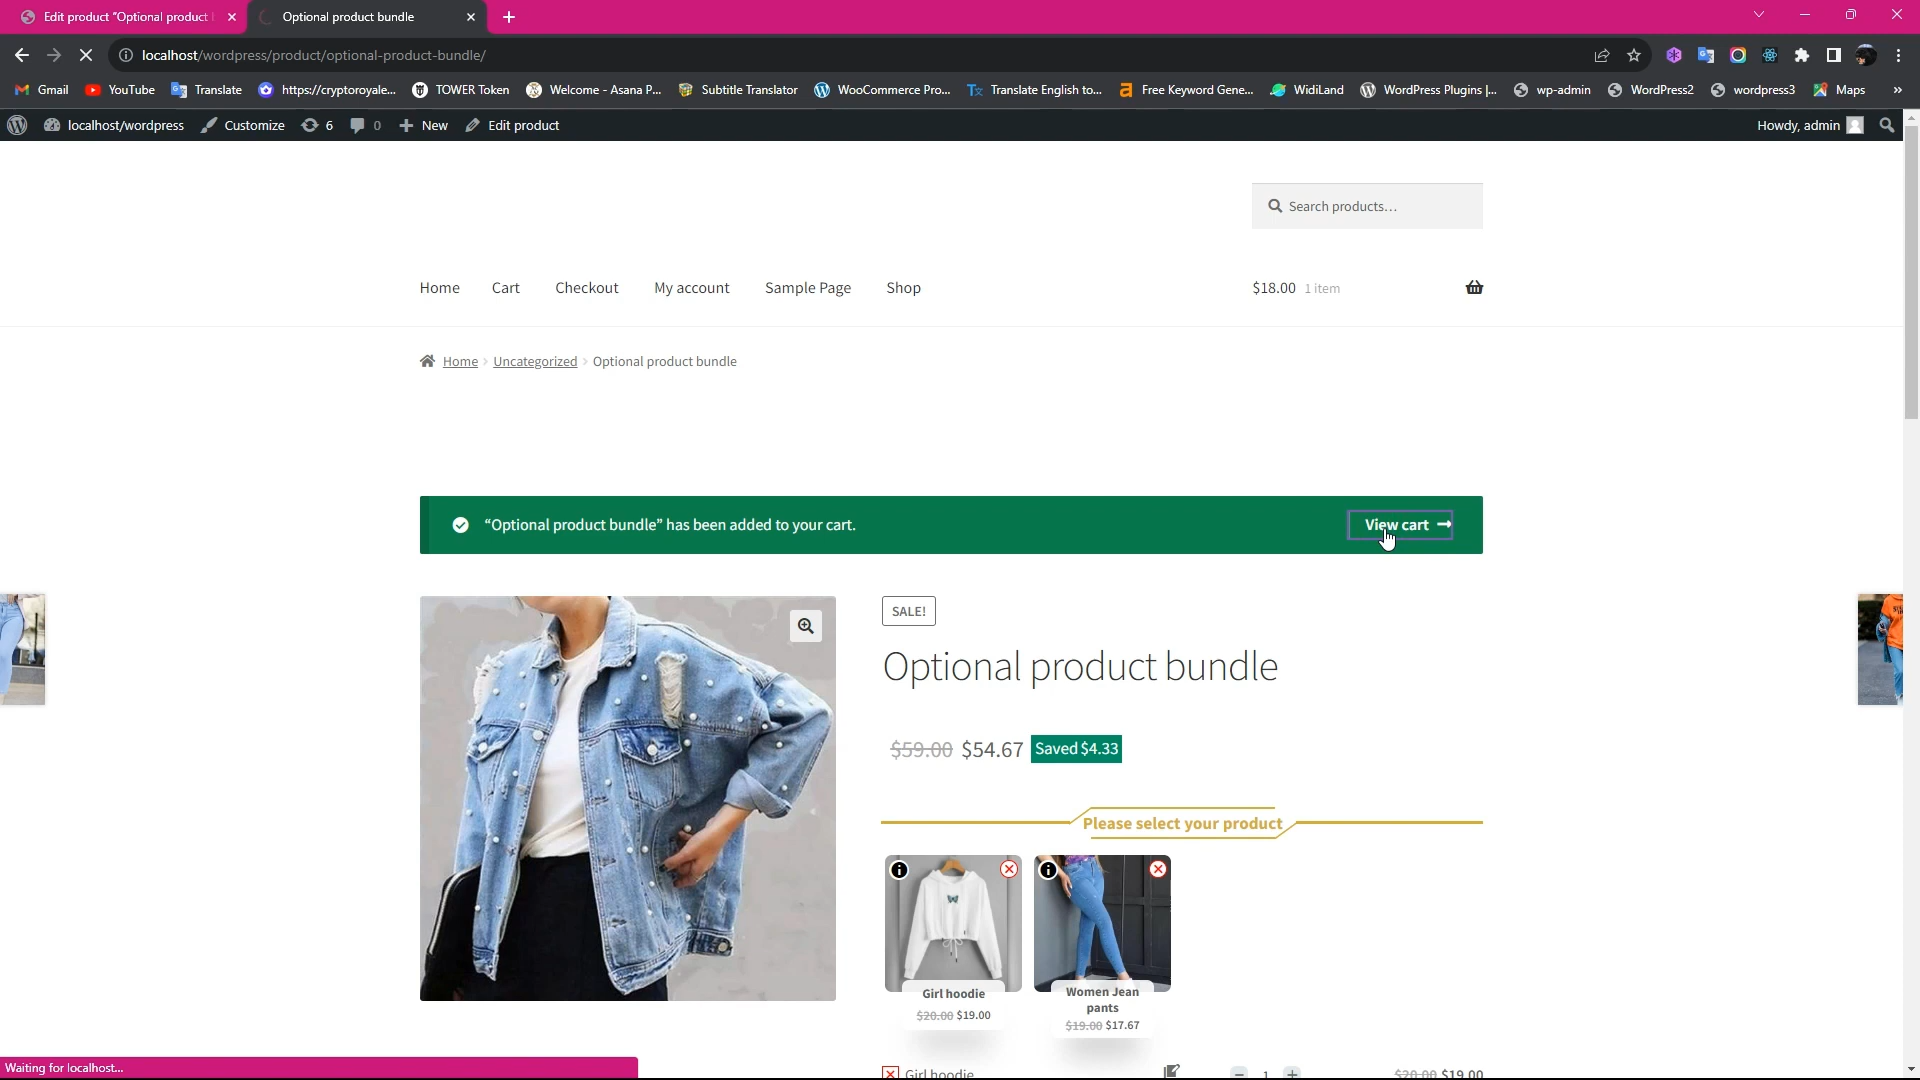 Edit product "Optional product
Optional product bundle
localhost/wordpress/product/optional-product-bundle/
Gmail YouTube Translate https://cryptoroyale... TOWER Token Welcome - Asana P... Subtitle Translator WooCommerce Pro... Translate English to... Free Keyword Gene... WidiLand WordPress Plugins |... wp-admin WordPress2 wordpress3 Maps »
localhost/wordpress Customize 6 0 New Edit product Howdy, admin
Search products…
Home Cart Checkout My account Sample Page Shop $18.00 1 item
Home Uncategorized Optional product bundle
“Optional product bundle” has been added to your cart. View cart
SALE!
Optional product bundle
$59.00 $54.67 Saved $4.33
Please select your product
Girl hoodie
$20.00 $19.00
Women Jean
pants
$19.00 $17.67
Girl hoodie 1 $20.00 $19.00
Waiting for localhost...